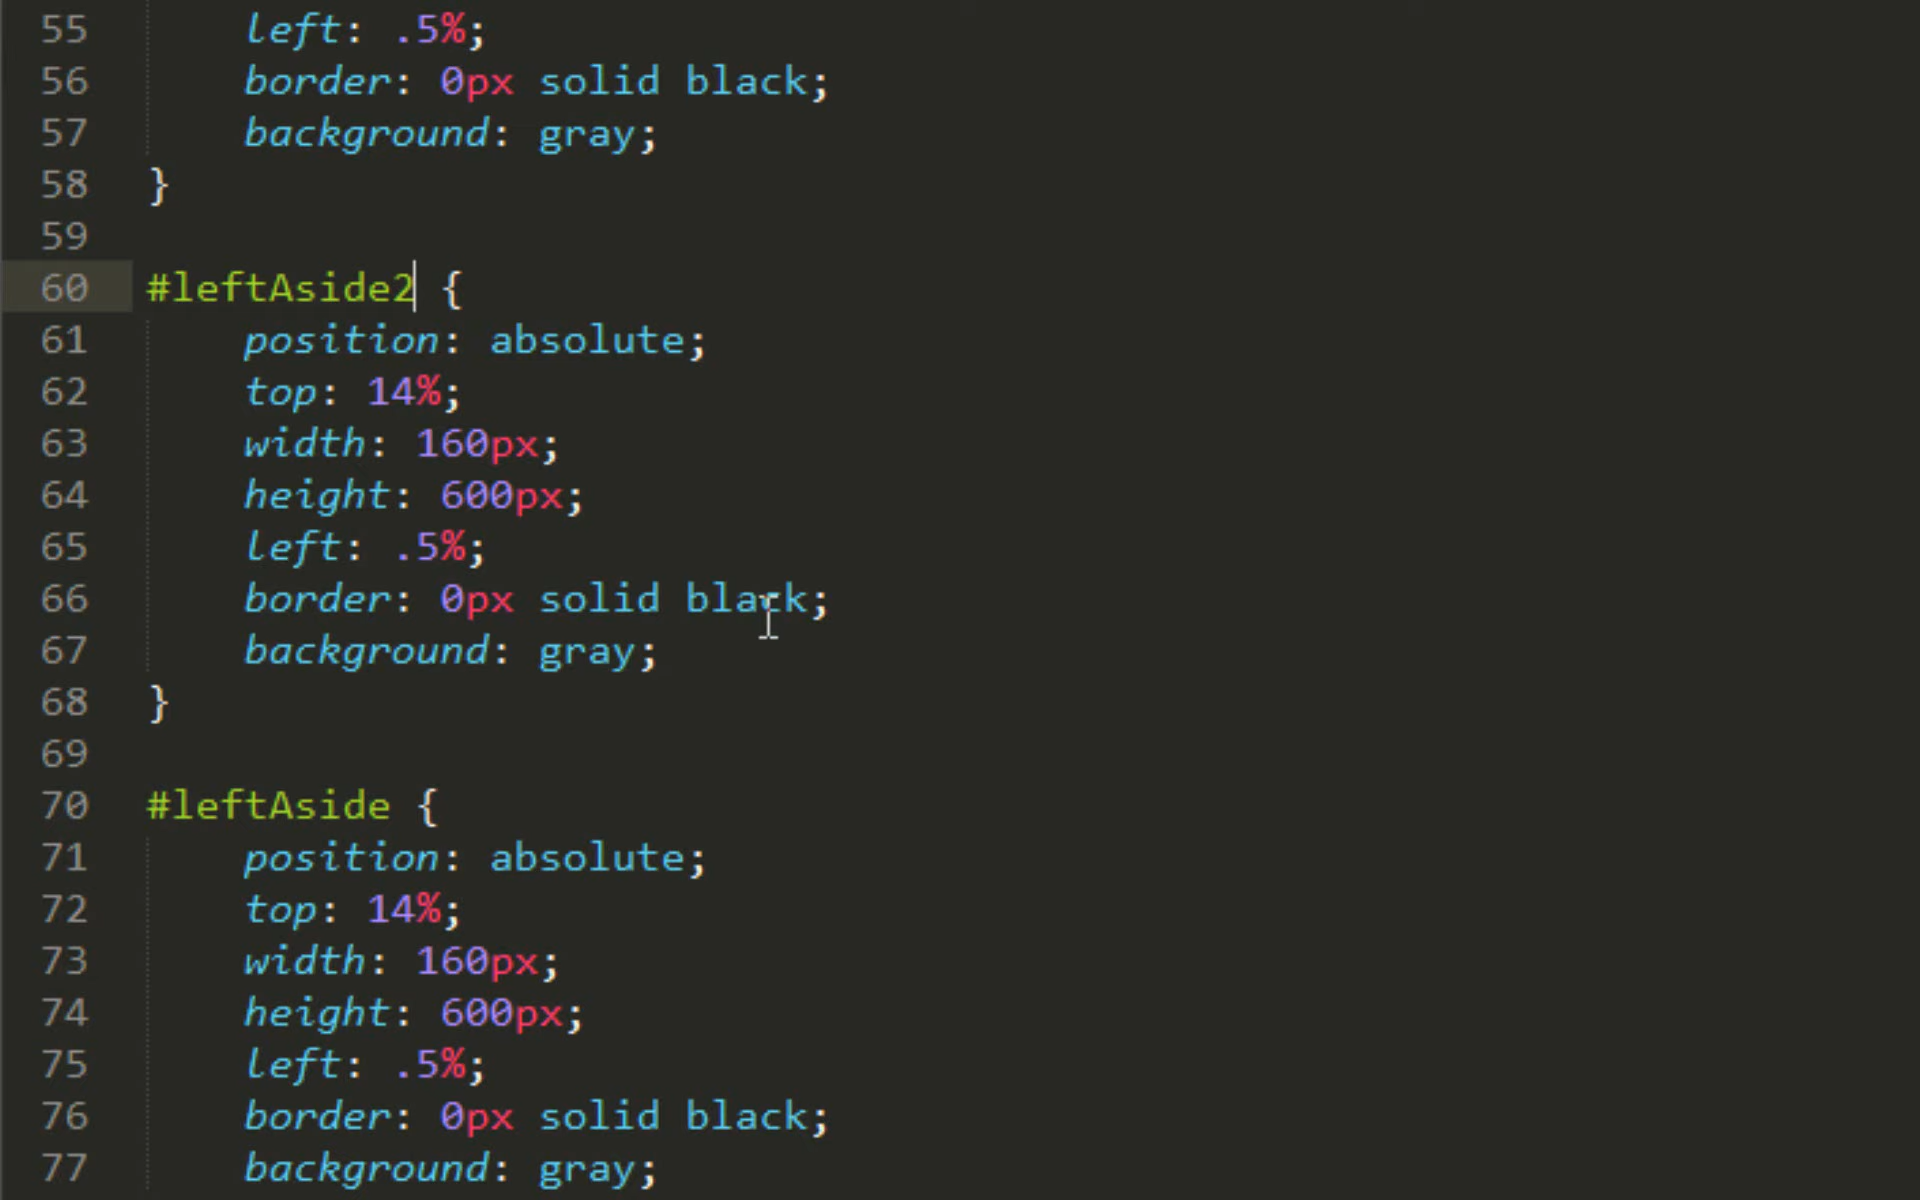 55 left: .5%;
56 border: 0px solid black;
57 background: gray;
58 }
59
60 #leftAside2 {
61 position: absolute;
62 top: 14%;
63 width: 160px;
64 height: 600px;
65 left: .5%;
66 border: 0px solid black;
67 background: gray;
68 }
69
70 #leftAside {
71 position: absolute;
72 top: 14%;
73 width: 160px;
74 height: 600px;
75 left: .5%;
76 border: 0px solid black;
77 background: gray;